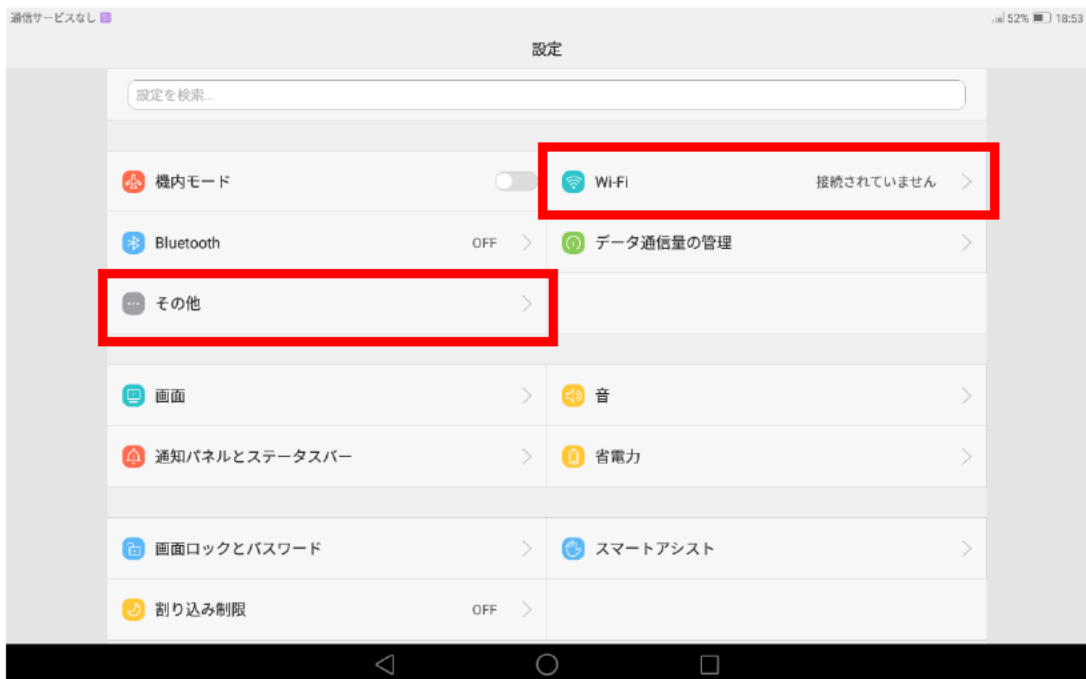 通信サービスなし 52% 18:53
設定
設定を検索...
機内モード
Wi-Fi 接続されていません
Bluetooth OFF
データ通信量の管理
その他
画面
音
通知パネルとステータスバー
省電力
画面ロックとパスワード
スマートアシスト
割り込み制限 OFF